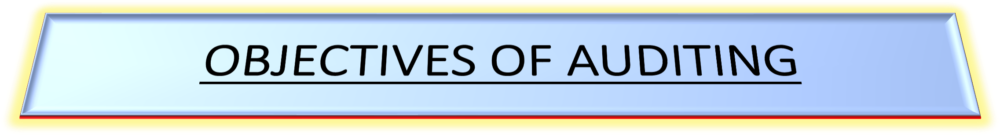 OBJECTIVES OF AUDITING